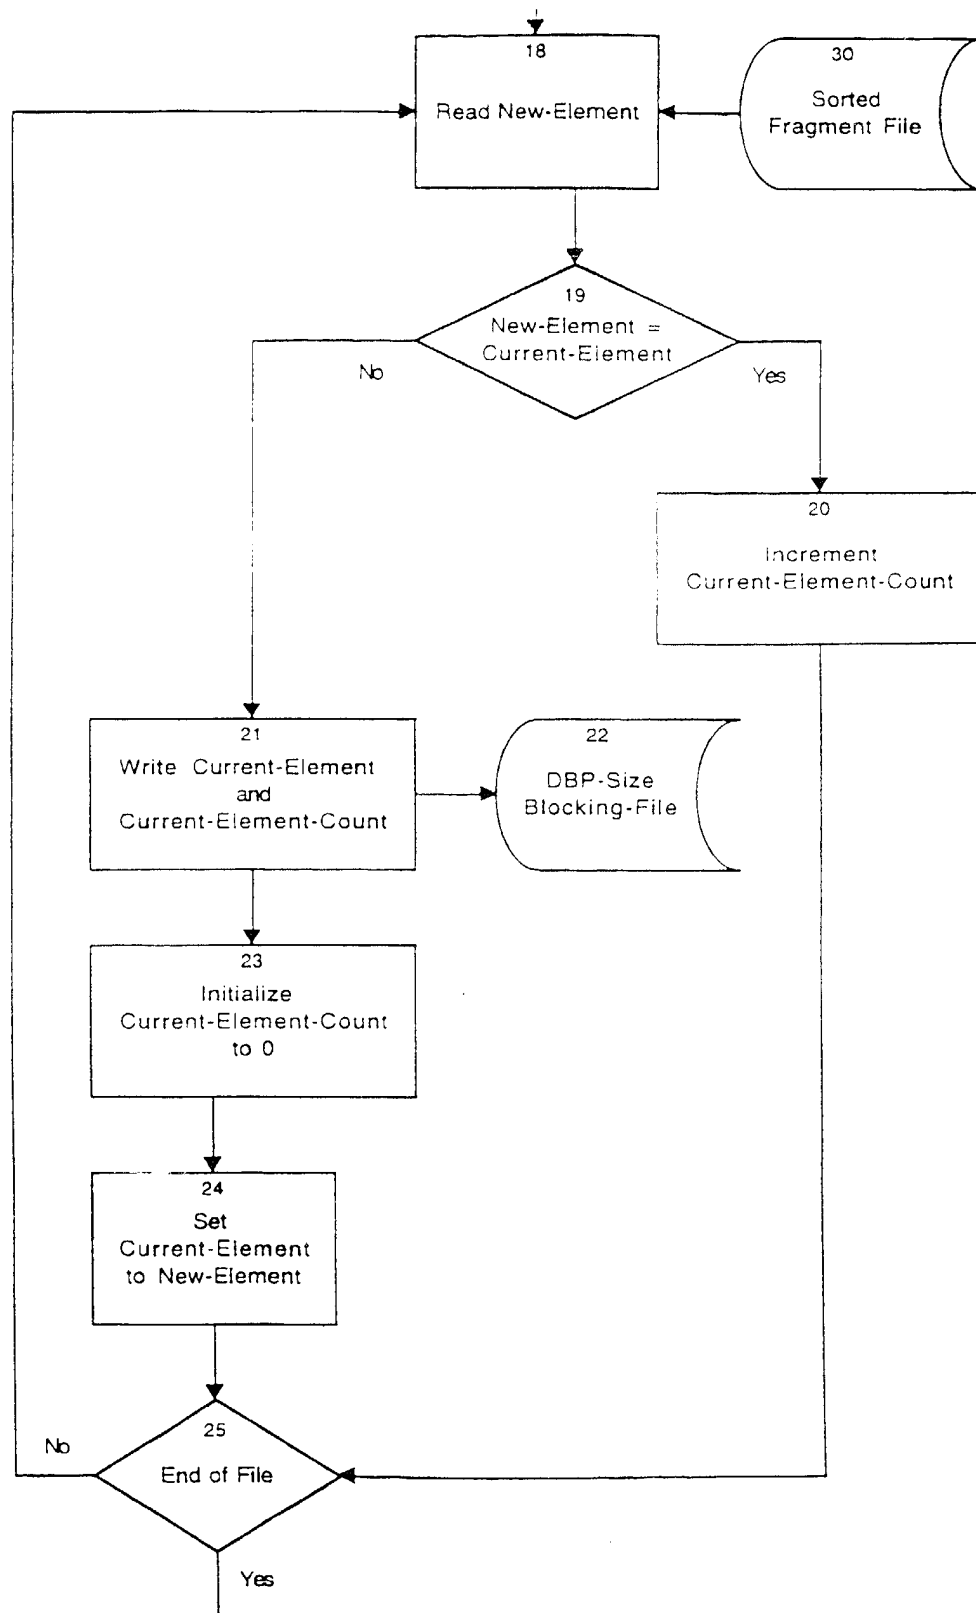 18
Read New-Element
30
Sorted
Fragment File
19
New-Element =
Current-Element
No
Yes
20
Increment
Current-Element-Count
21
Write Current-Element
and
Current-Element-Count
22
DBP-Size
Blocking-File
23
Initialize
Current-Element-Count
to 0
24
Set
Current-Element
to New-Element
25
End of File
No
Yes